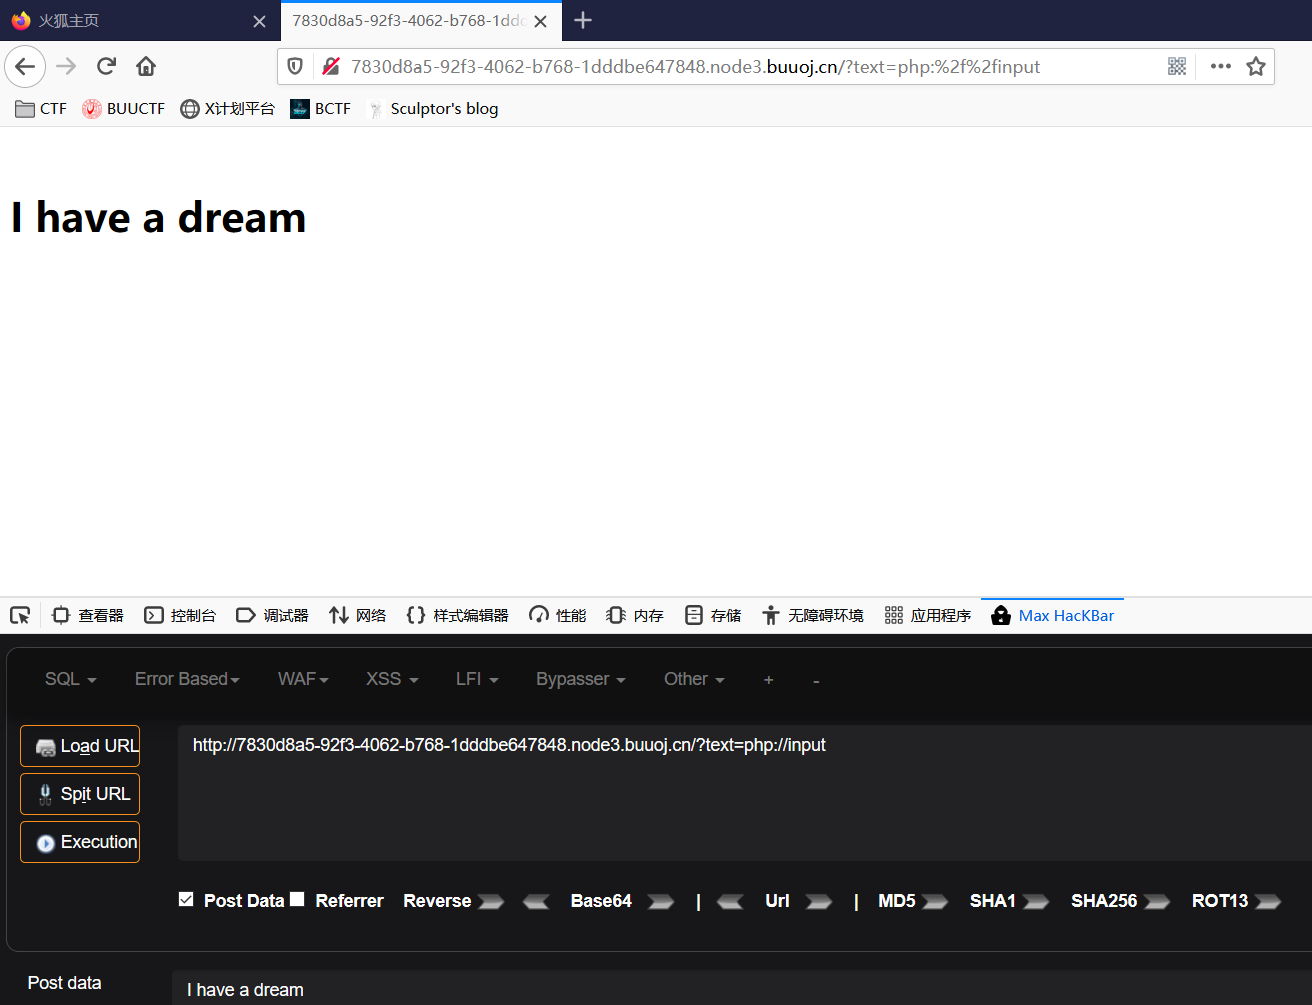 火狐主页
7830d8a5-92f3-4062-b768-1ddd
7830d8a5-92f3-4062-b768-1dddbe647848.node3.buuoj.cn/?text=php:%2f%2finput
CTF BUUCTF X计划平台 BCTF Sculptor's blog
I have a dream
查看器 控制台 调试器 网络 样式编辑器 性能 内存 存储 无障碍环境 应用程序 Max HacKBar
SQL Error Based WAF XSS LFI Bypasser Other + -
Load URL
http://7830d8a5-92f3-4062-b768-1dddbe647848.node3.buuoj.cn/?text=php://input
Spit URL
Execution
Post Data Referrer Reverse Base64 | Url | MD5 SHA1 SHA256 ROT13
Post data
I have a dream